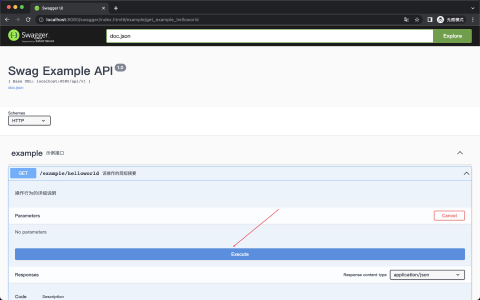 Swagger UI
localhost:8080/swagger/index.html#/example/get_example_helloworld
无痕模式
Swagger
doc.json
Explore
Swag Example API 1.0
[ Base URL: localhost:8080/api/v1 ]
doc.json
Schemes
HTTP
example 示例接口
GET /example/helloworld 该操作的简短摘要
操作行为的详细说明
Parameters
Cancel
No parameters
Execute
Responses
Response content type
application/json
Code
Description